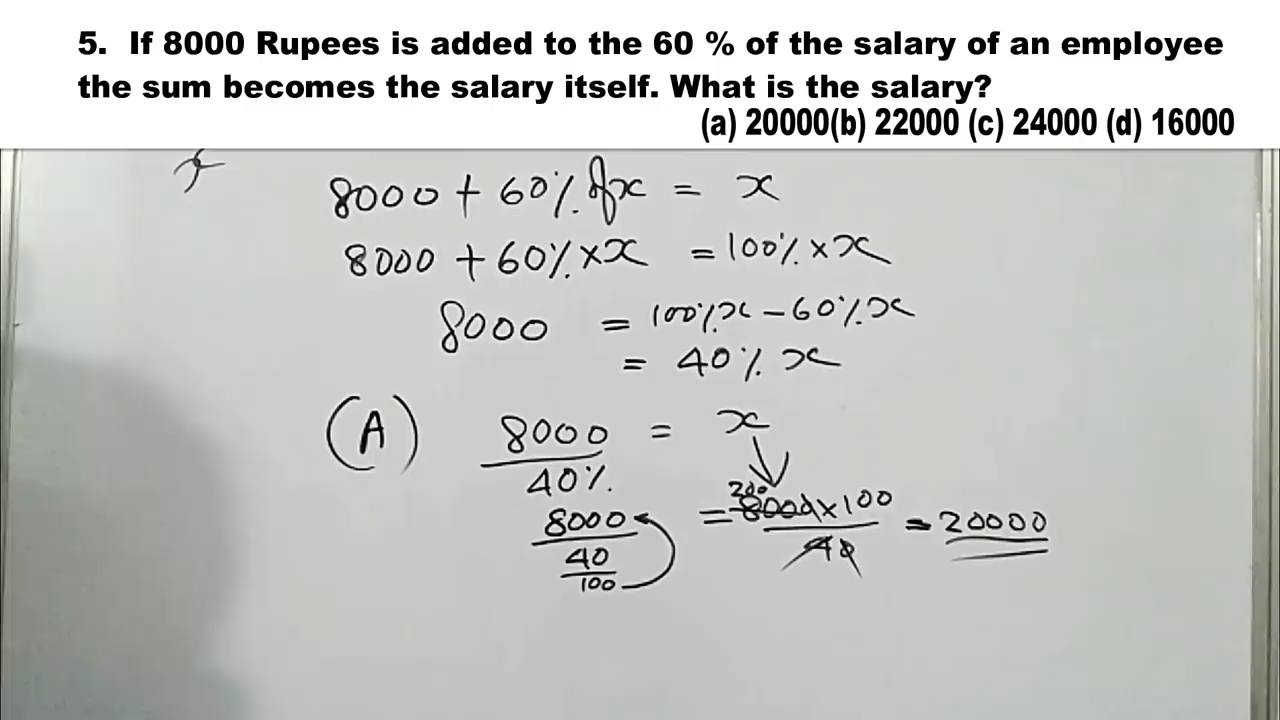 5. If 8000 Rupees is added to the 60 % of the salary of an employee
the sum becomes the salary itself. What is the salary?
(a) 20000(b) 22000 (c) 24000 (d) 16000
8000 + 60% of x = x
8000 + 60% × x = 100% × x
8000 = 100% x - 60% x
= 40% x
(A) 8000/40% = x
8000/(40/100) = 200 8000 × 100/40 = 20000